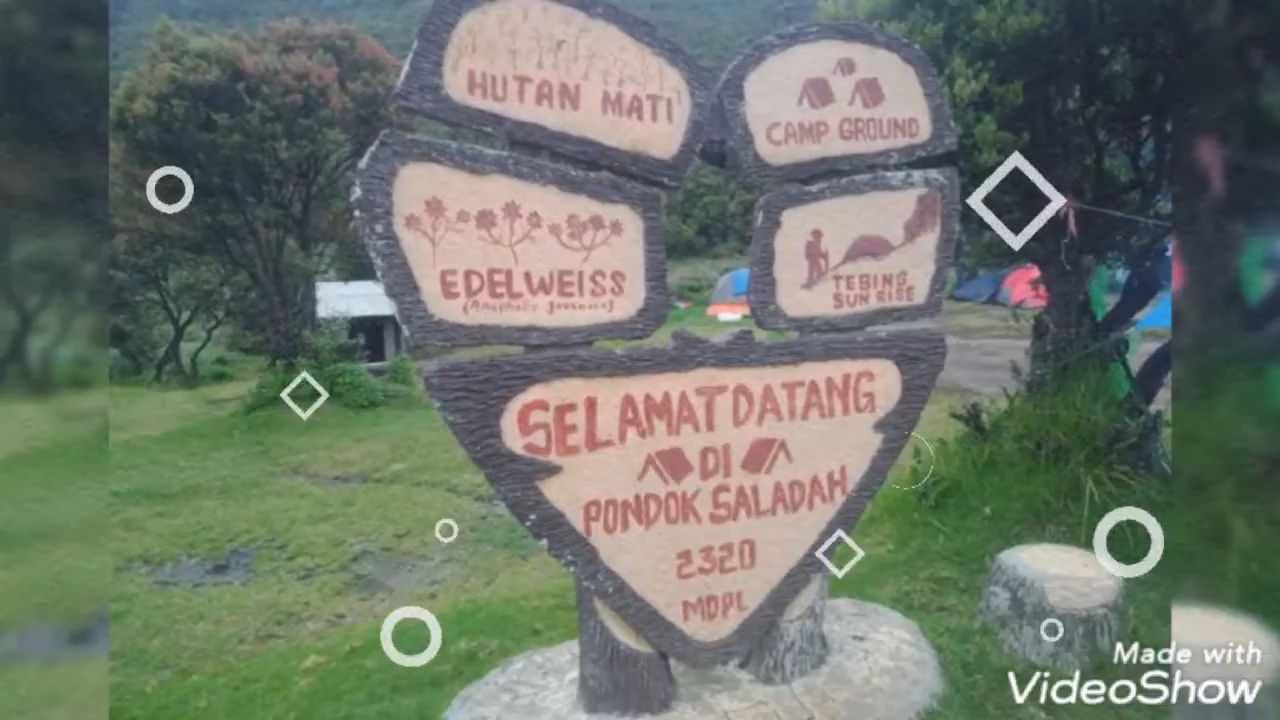 HUTAN MATI
CAMP GROUND
EDELWEISS
TEBING
SUN RISE
SELAMAT DATANG
DI
PONDOK SALADAH
2320
MDPL
Made with
VideoShow